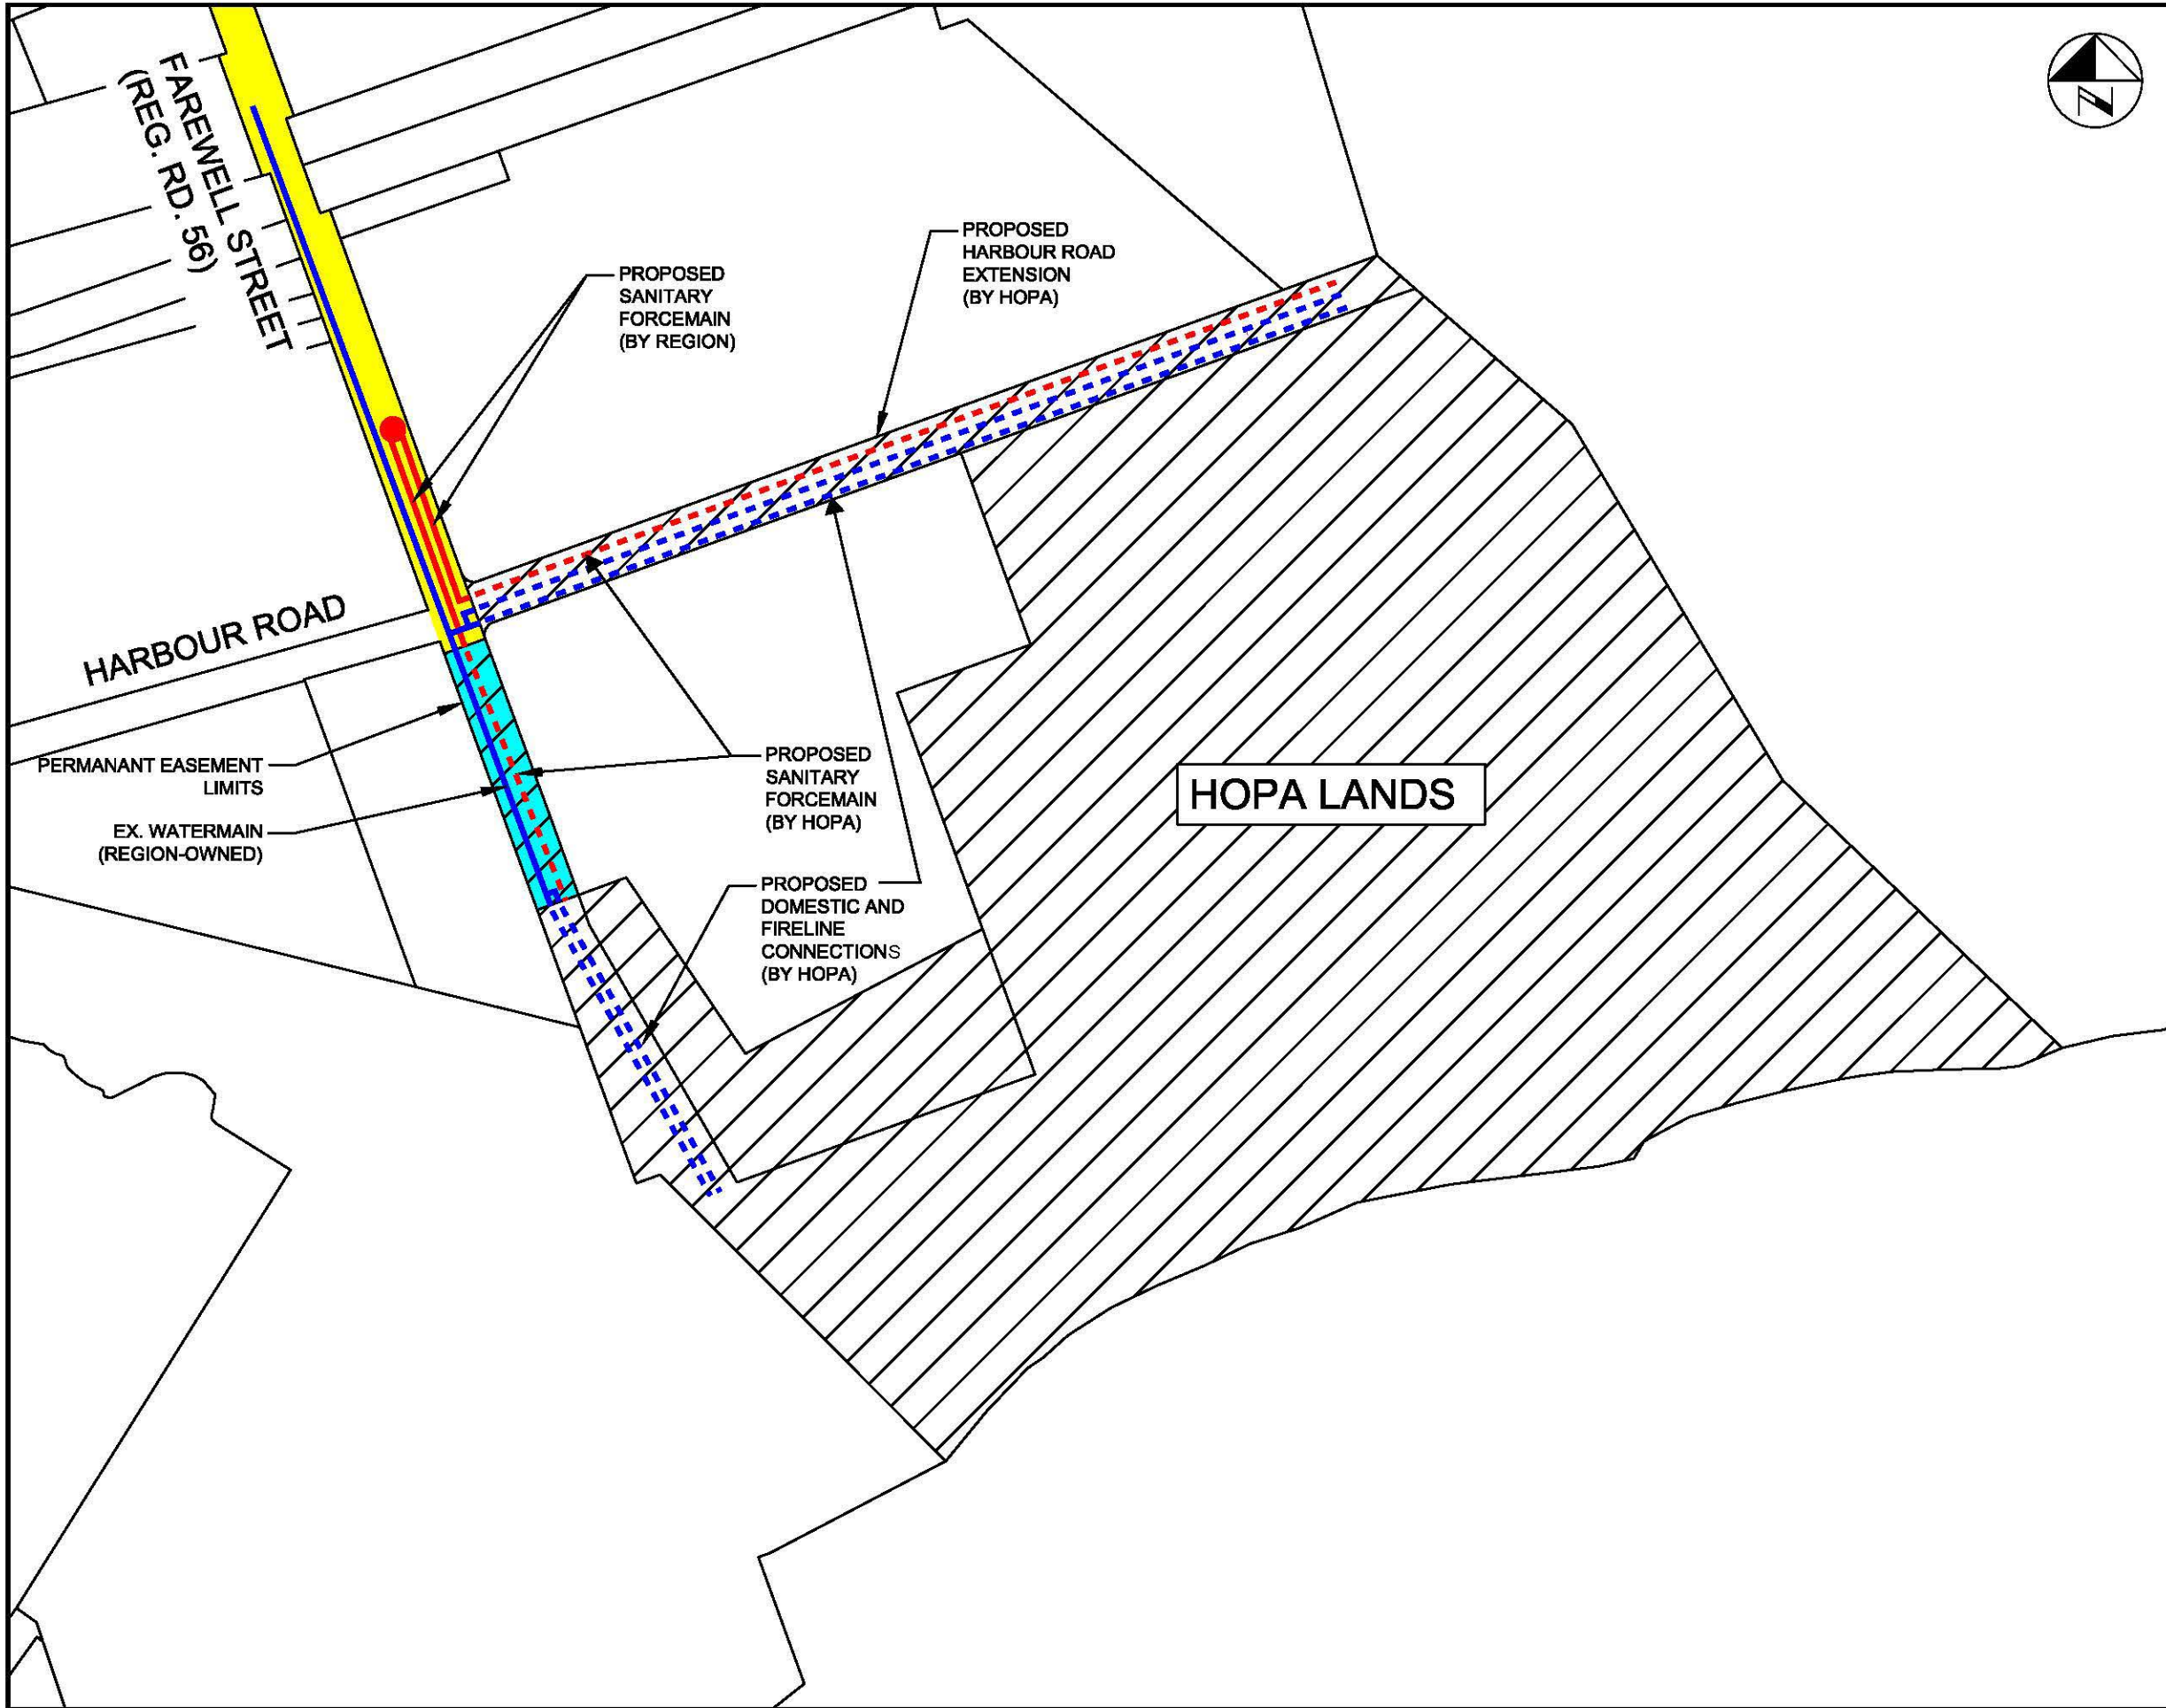 FAREWELL STREET
(REG. RD. 56)
N
PROPOSED
HARBOUR ROAD
EXTENSION
(BY HOPA)
PROPOSED
SANITARY
FORCEMAIN
(BY REGION)
HARBOUR ROAD
PERMANANT EASEMENT
LIMITS
EX. WATERMAIN
(REGION-OWNED)
PROPOSED
SANITARY
FORCEMAIN
(BY HOPA)
HOPA LANDS
PROPOSED
DOMESTIC AND
FIRELINE
CONNECTIONS
(BY HOPA)